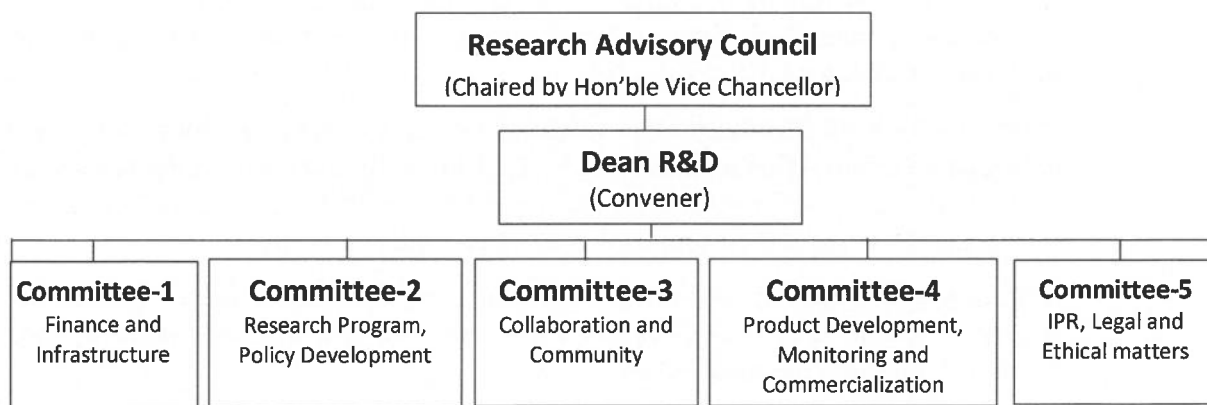 Research Advisory Council
(Chaired by Hon'ble Vice Chancellor)
Dean R&D
(Convener)
Committee-1
Finance and
Infrastructure
Committee-2
Research Program,
Policy Development
Committee-3
Collaboration and
Community
Committee-4
Product Development,
Monitoring and
Commercialization
Committee-5
IPR, Legal and
Ethical matters